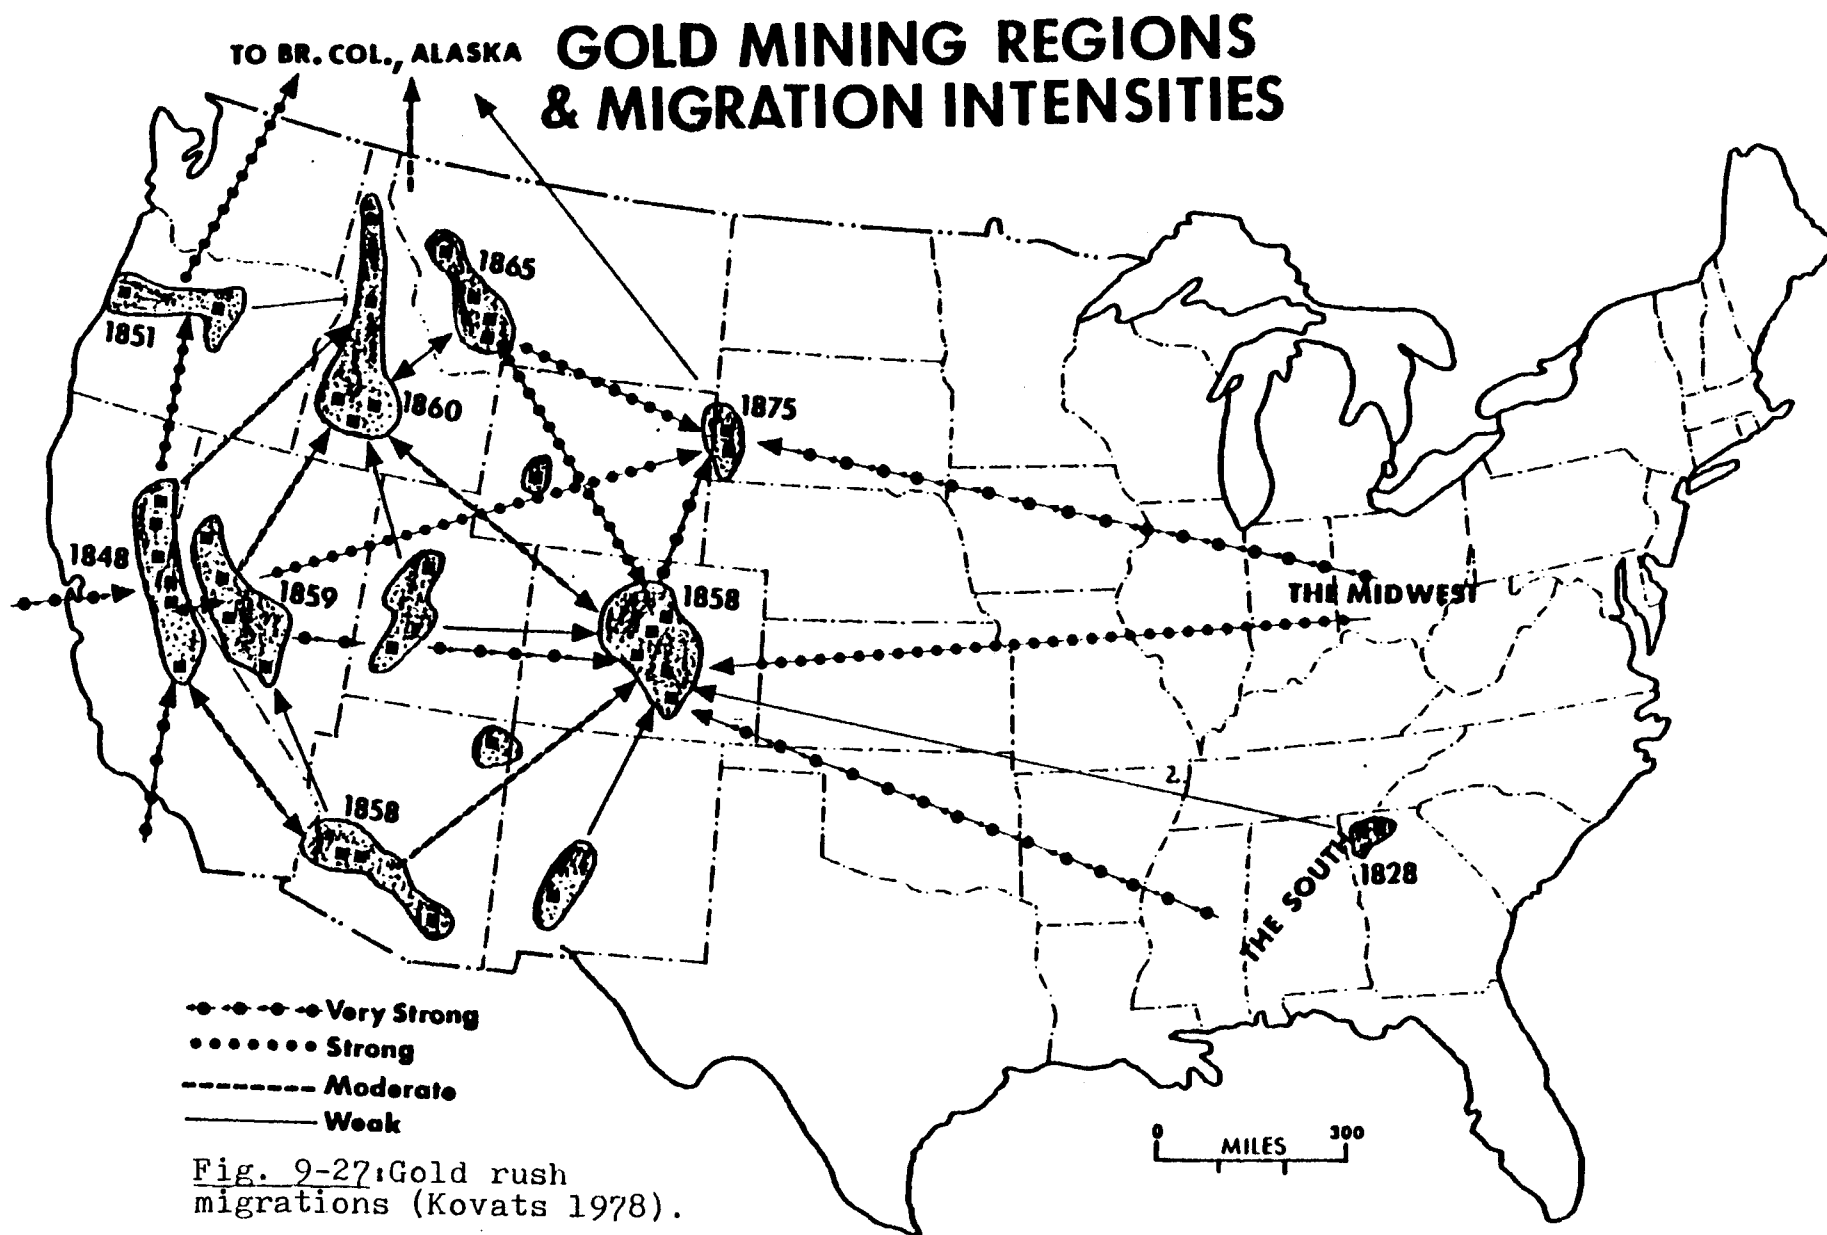 TO BR. COL., ALASKA
GOLD MINING REGIONS
& MIGRATION INTENSITIES
1865
1851
1860
1875
1848
1859
1858
THE MIDWEST
2.
1858
THE SOUTH
1828
Very Strong
Strong
Moderate
Weak
0 MILES 300
Fig. 9-27:Gold rush
migrations (Kovats 1978).